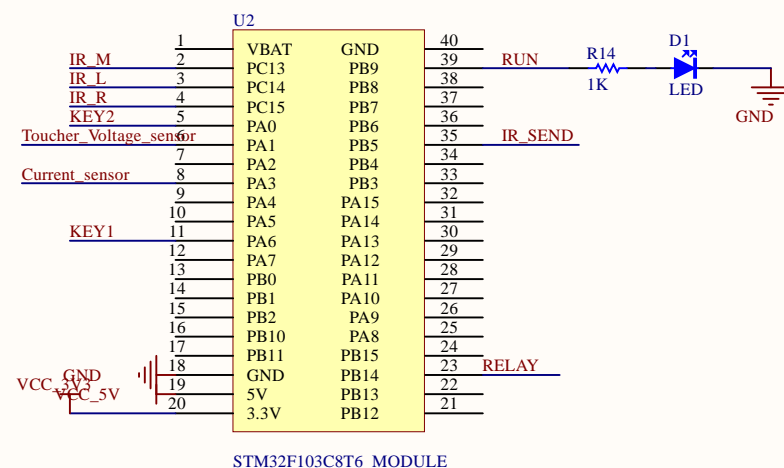 U2
1 VBAT GND 40
IR_M 2 PC13 PB9 39 RUN R14 1K D1 LED GND
IR_L 3 PC14 PB8 38
IR_R 4 PC15 PB7 37
KEY2 5 PA0 PB6 36
Toucher_Voltage_sensor 6 PA1 PB5 35 IR_SEND
7 PA2 PB4 34
Current_sensor 8 PA3 PB3 33
9 PA4 PA15 32
10 PA5 PA14 31
KEY1 11 PA6 PA13 30
12 PA7 PA12 29
13 PB0 PA11 28
14 PB1 PA10 27
15 PB2 PA9 26
16 PB10 PA8 25
17 PB11 PB15 24
GND 18 GND PB14 23 RELAY
VCC_3V3 VCC_5V 19 5V PB13 22
20 3.3V PB12 21
STM32F103C8T6 MODULE